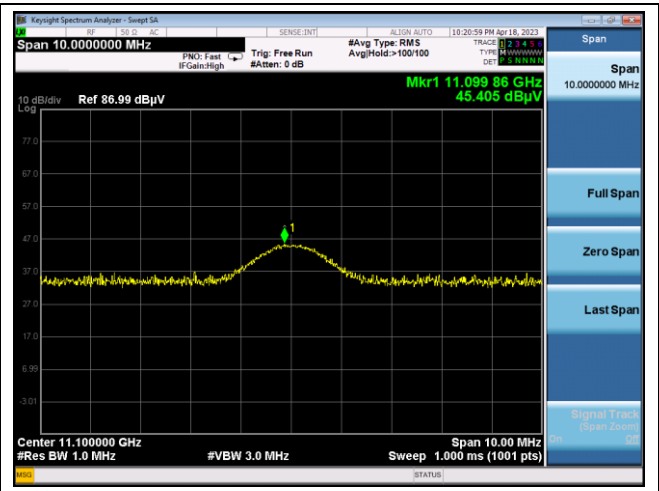 Keysight Spectrum Analyzer - Swept SA
RF 50 Ω AC SENSE:INT ALIGN AUTO 10:20:59 PM Apr 18, 2023
Span 10.0000000 MHz
PNO: Fast
IFGain:High
Trig: Free Run
#Atten: 0 dB
#Avg Type: RMS
Avg|Hold:>100/100
TRACE 1 2 3 4 5 6
TYPE M WWWWW
DET P S N N N N
Mkr1 11.099 86 GHz
45.405 dBµV
10 dB/div Ref 86.99 dBµV
Log
77.0
67.0
57.0
47.0
37.0
27.0
17.0
6.99
-3.01
1
Center 11.100000 GHz Span 10.00 MHz
#Res BW 1.0 MHz #VBW 3.0 MHz Sweep 1.000 ms (1001 pts)
MSG STATUS
Span
Span
10.0000000 MHz
Full Span
Zero Span
Last Span
Signal Track
(Span Zoom)
On Off